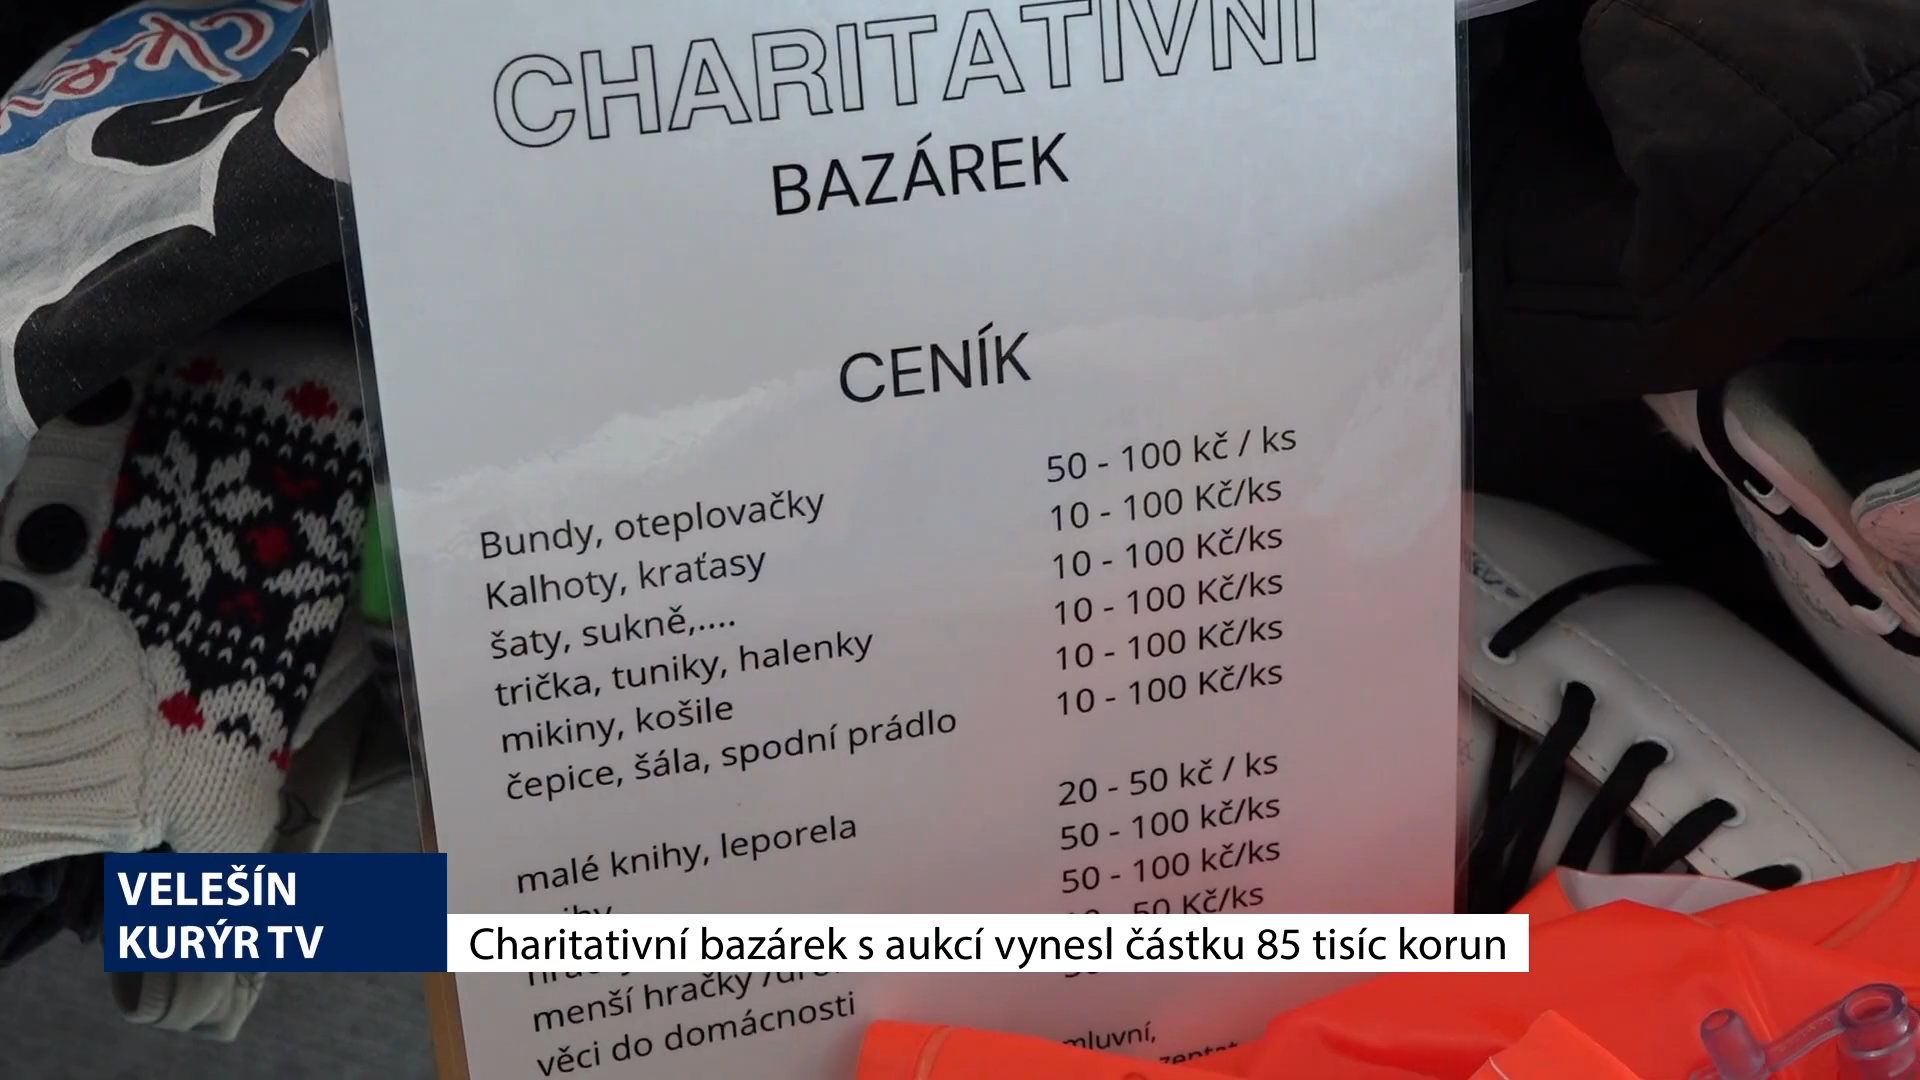 CHARITATIVNÍ
BAZÁREK
CENÍK
Bundy, oteplovačky 50 - 100 kč / ks
Kalhoty, kraťasy 10 - 100 Kč/ks
šaty, sukně,.... 10 - 100 Kč/ks
trička, tuniky, halenky 10 - 100 Kč/ks
mikiny, košile 10 - 100 Kč/ks
čepice, šála, spodní prádlo 10 - 100 Kč/ks
malé knihy, leporela 20 - 50 kč / ks
50 - 100 kč/ks
50 - 100 kč/ks
50 Kč/ks
menší hračky
věci do domácnosti
VELEŠÍN
KURÝR TV
Charitativní bazárek s aukcí vynesl částku 85 tisíc korun